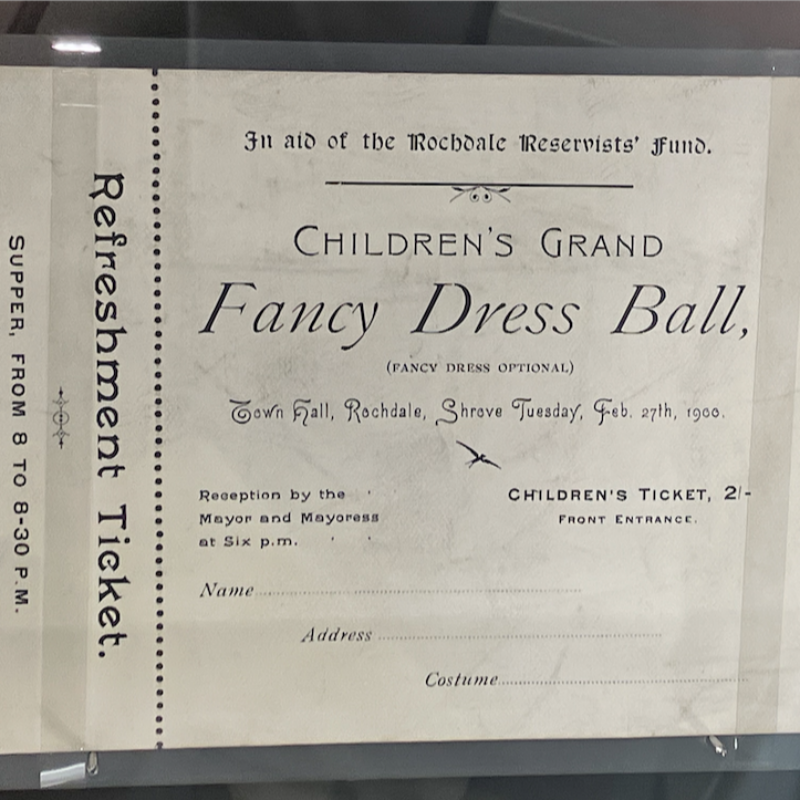 In aid of the Rochdale Reservists' Fund.
CHILDREN'S GRAND
Fancy Dress Ball,
(FANCY DRESS OPTIONAL)
Town Hall, Rochdale, Shrove Tuesday, Feb. 27th, 1900.
Reception by the
Mayor and Mayoress
at Six p.m.
CHILDREN'S TICKET, 2/-
FRONT ENTRANCE.
Name
Address
Costume
Refreshment Ticket.
SUPPER, FROM 8 TO 8-30 P.M.